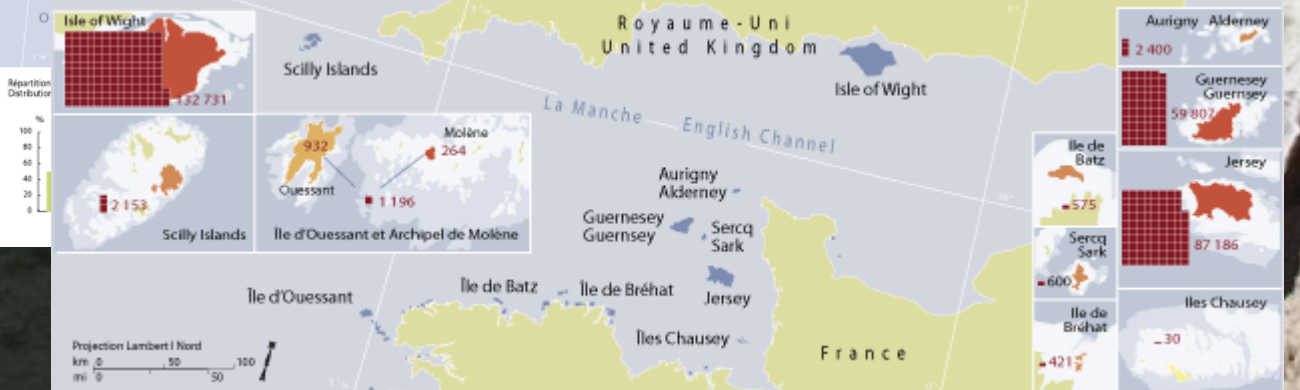 Isle of Wight
132 731
Répartition
Distribution
%
100
80
60
40
20
0
2 153
Scilly Islands
932
Ouessant
Molène
264
1 196
Île d'Ouessant et Archipel de Molène
Scilly Islands
Royaume-Uni
United Kingdom
Isle of Wight
La Manche English Channel
Aurigny
Alderney
Guernesey
Guernsey
Sercq
Sark
Jersey
Île d'Ouessant
Île de Batz
Île de Bréhat
Îles Chausey
France
Projection Lambert I Nord
km 0 50 100
mi 0 50
Ile de
Batz
575
Sercq
Sark
600
Ile de
Bréhat
421
Aurigny Alderney
2 400
Guernesey
Guernsey
59 807
Jersey
87 186
Iles Chausey
30